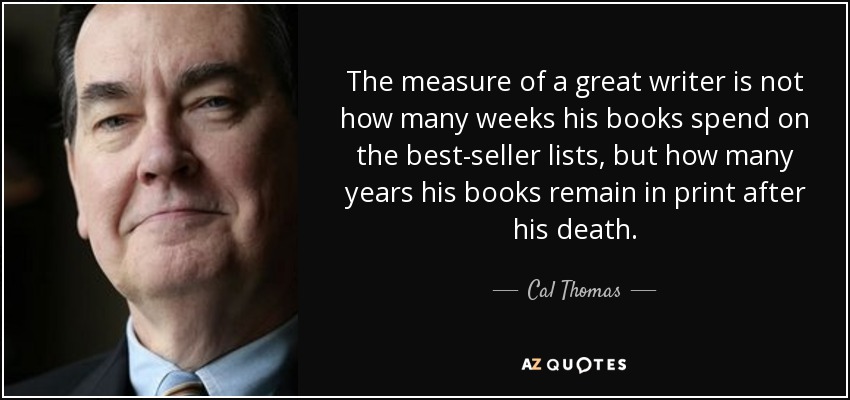 The measure of a great writer is not
how many weeks his books spend on
the best-seller lists, but how many
years his books remain in print after
his death.
Cal Thomas
AZ QUOTES